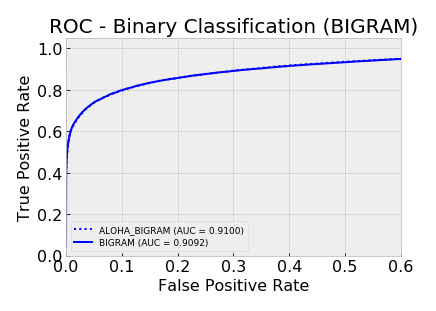 ROC - Binary Classification (BIGRAM)
True Positive Rate
1.0
0.8
0.6
0.4
0.2
0.0
ALOHA_BIGRAM (AUC = 0.9100)
BIGRAM (AUC = 0.9092)
0.0 0.1 0.2 0.3 0.4 0.5 0.6
False Positive Rate